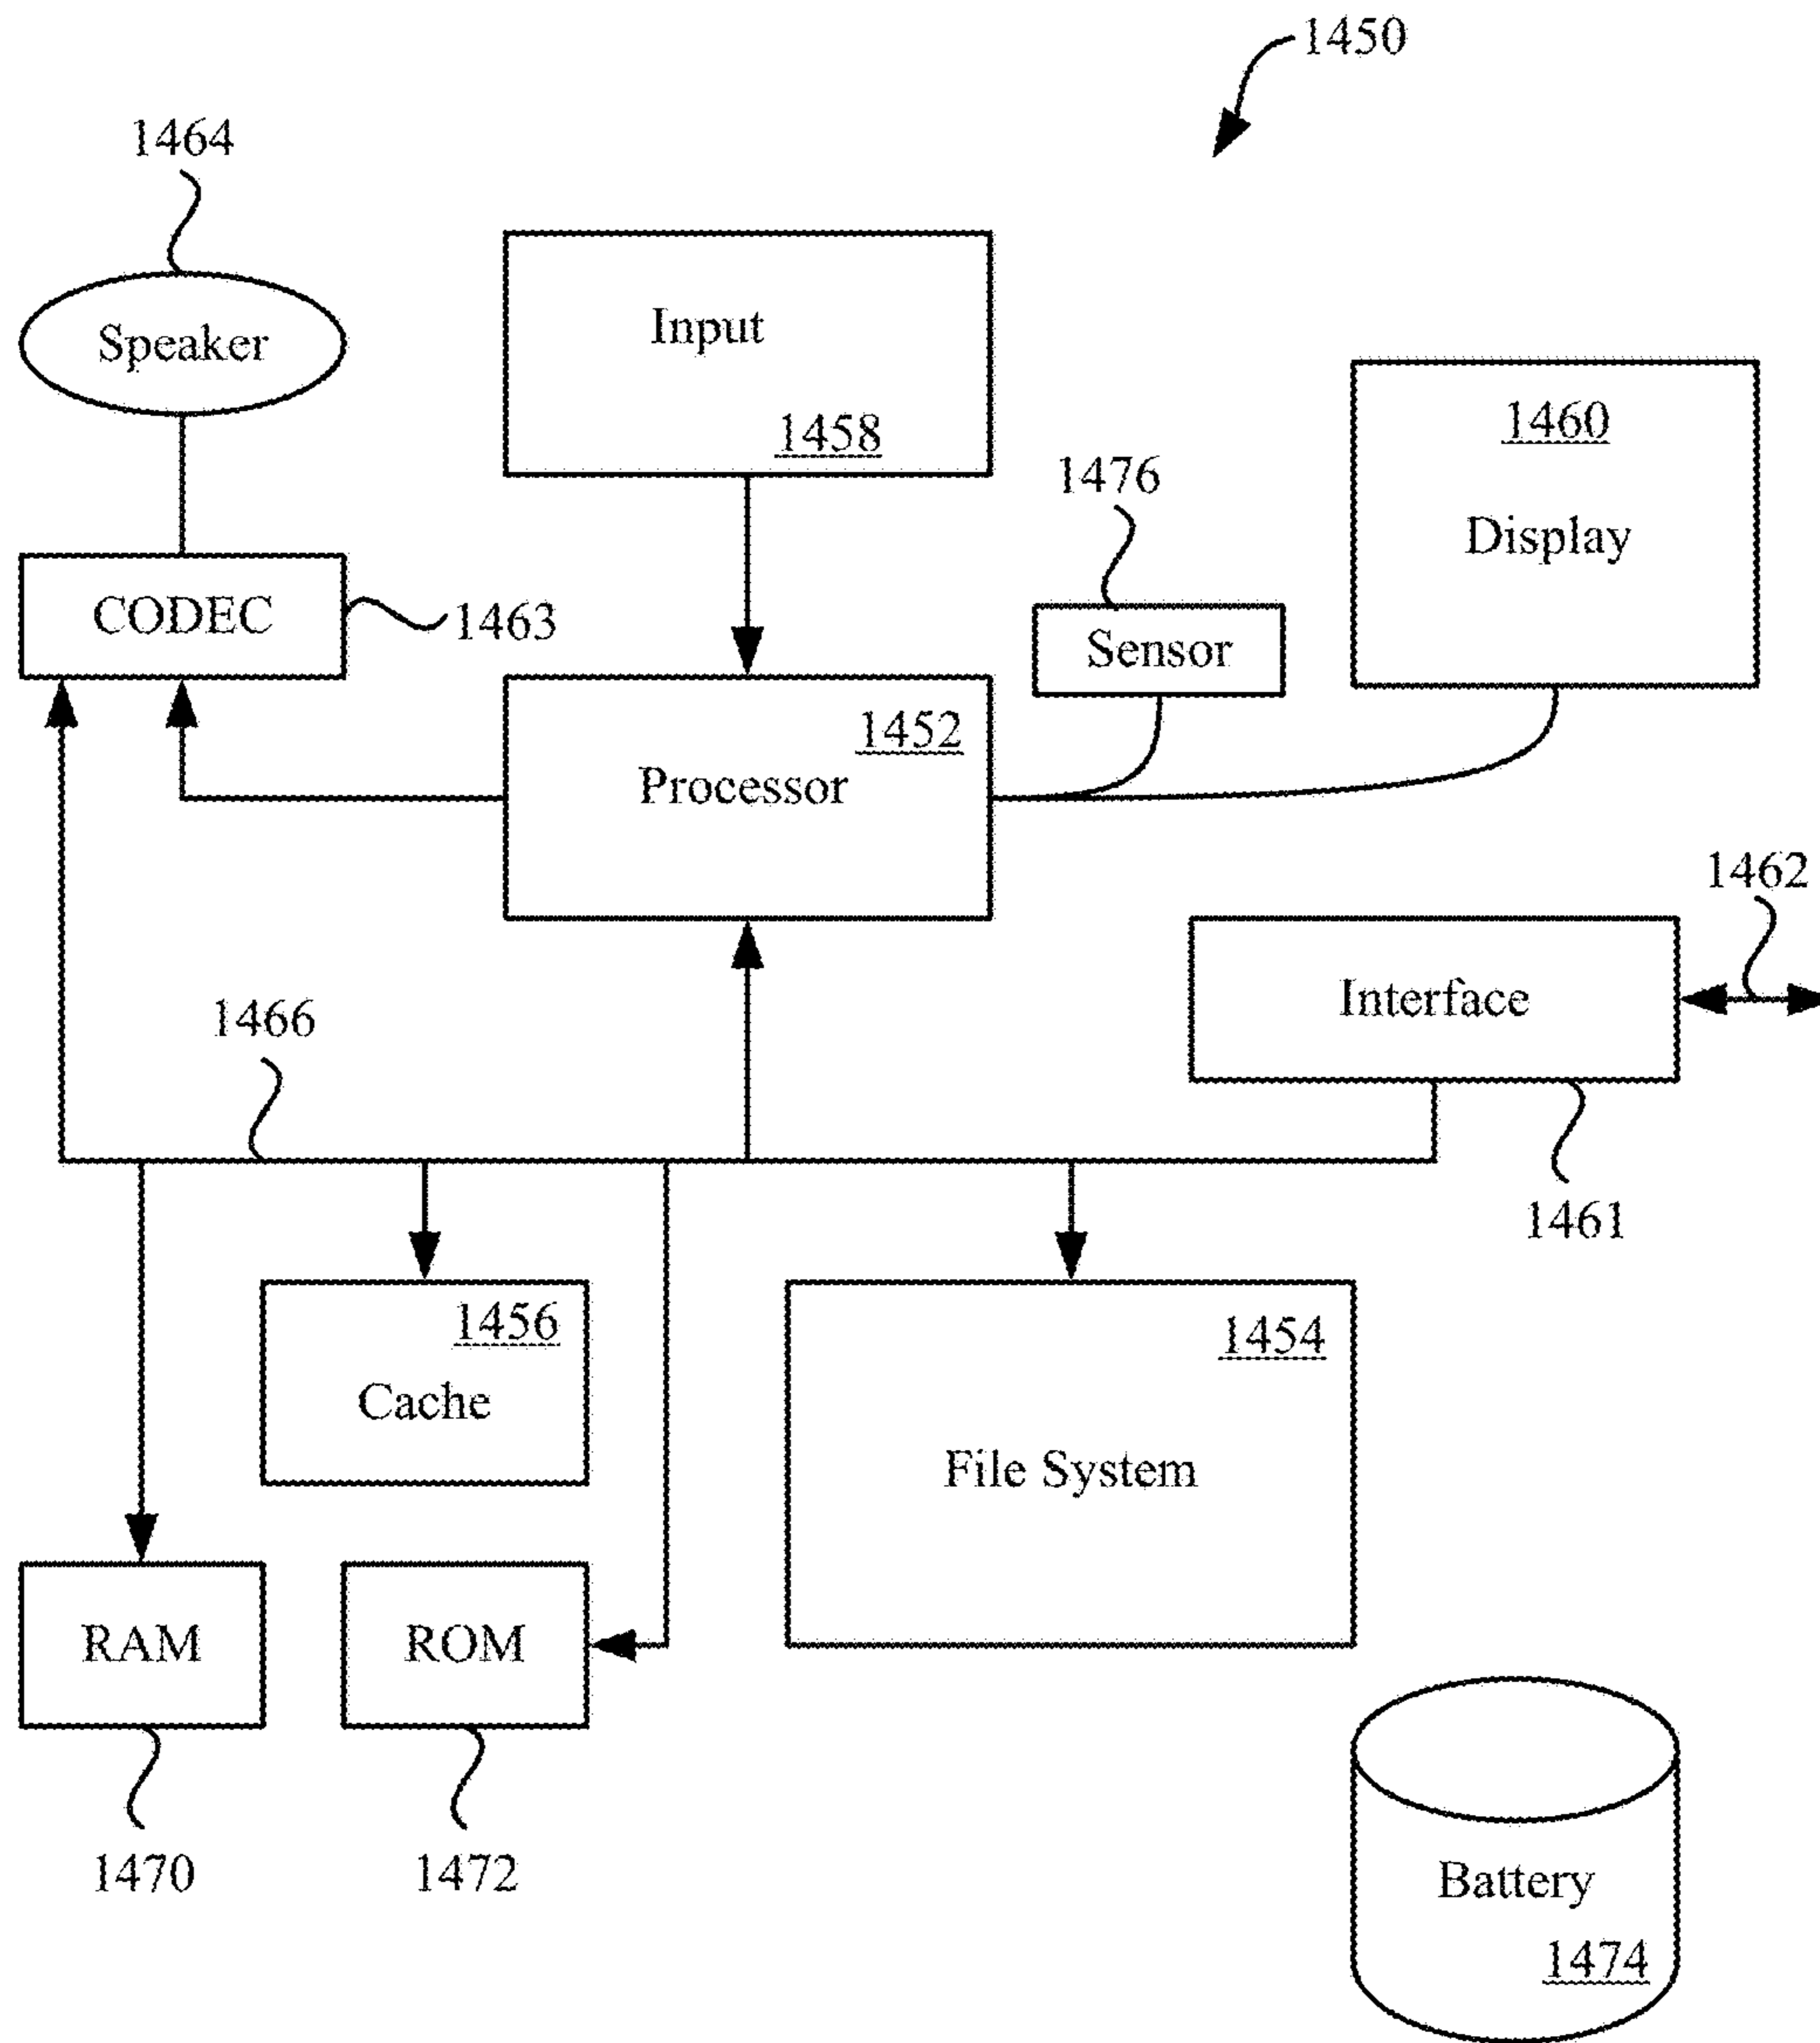 1450
1464
Speaker
Input
1458
1460
Display
1476
Sensor
CODEC
1463
1452
Processor
1462
Interface
1466
1461
1456
Cache
1454
File System
RAM
ROM
1470
1472
Battery
1474